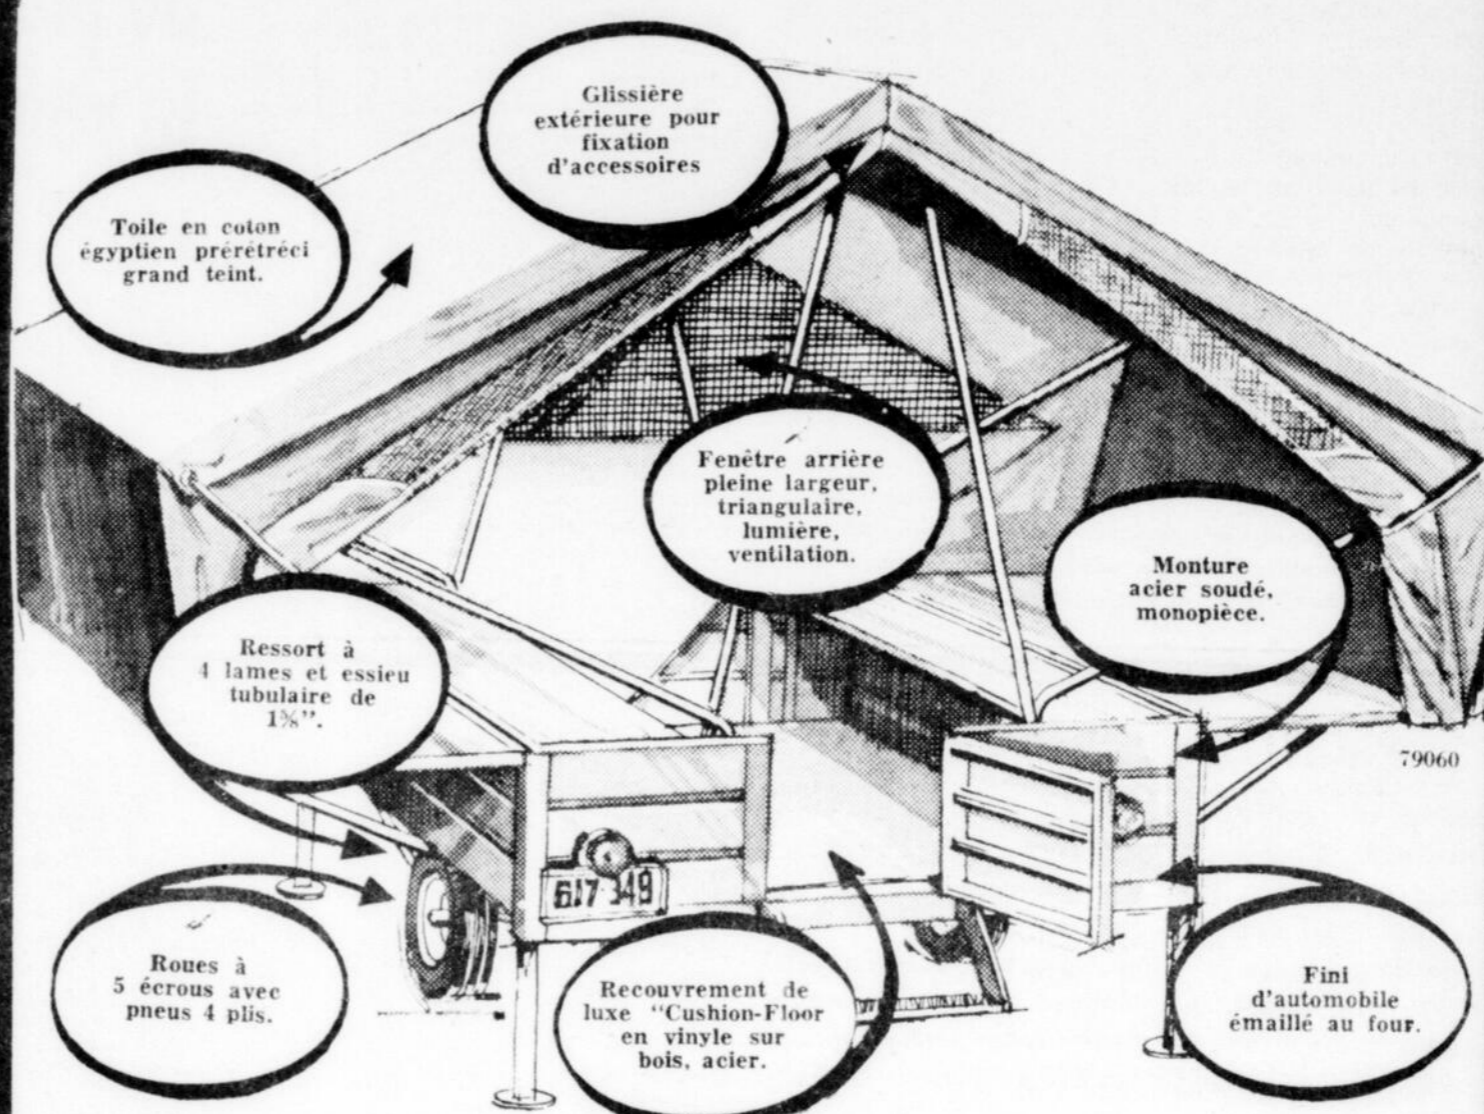 Glissière
extérieure pour
fixation
d'accessoires
Toile en coton
égyptien prérétréci
grand teint.
Fenêtre arrière
pleine largeur,
triangulaire,
lumière,
ventilation.
Monture
acier soudé,
monopièce.
Ressort à
4 lames et essieu
tubulaire de
79060
617 349
Roues à
5 écrous avec
pneus 4 plis.
Recouvrement de
luxe "Cushion-Floor
en vinyle sur
bois, acier.
Fini
d'automobile
émaillé au four.